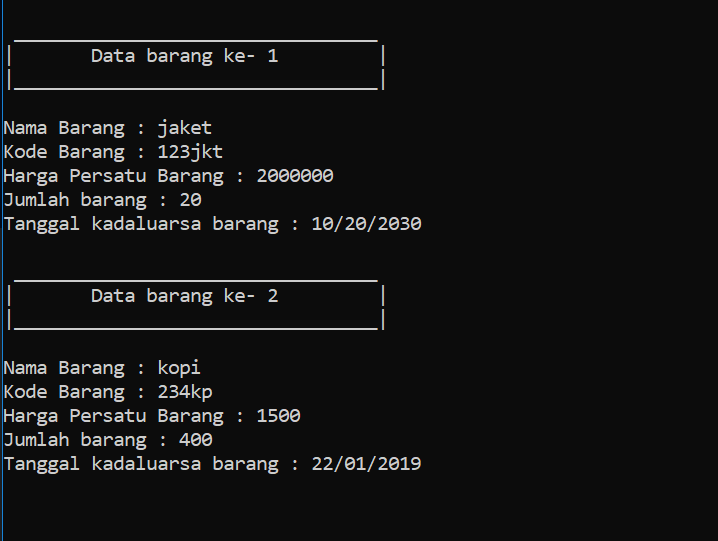 Data barang ke- 1
Nama Barang : jaket
Kode Barang : 123jkt
Harga Persatu Barang : 2000000
Jumlah barang : 20
Tanggal kadaluarsa barang : 10/20/2030
Data barang ke- 2
Nama Barang : kopi
Kode Barang : 234kp
Harga Persatu Barang : 1500
Jumlah barang : 400
Tanggal kadaluarsa barang : 22/01/2019